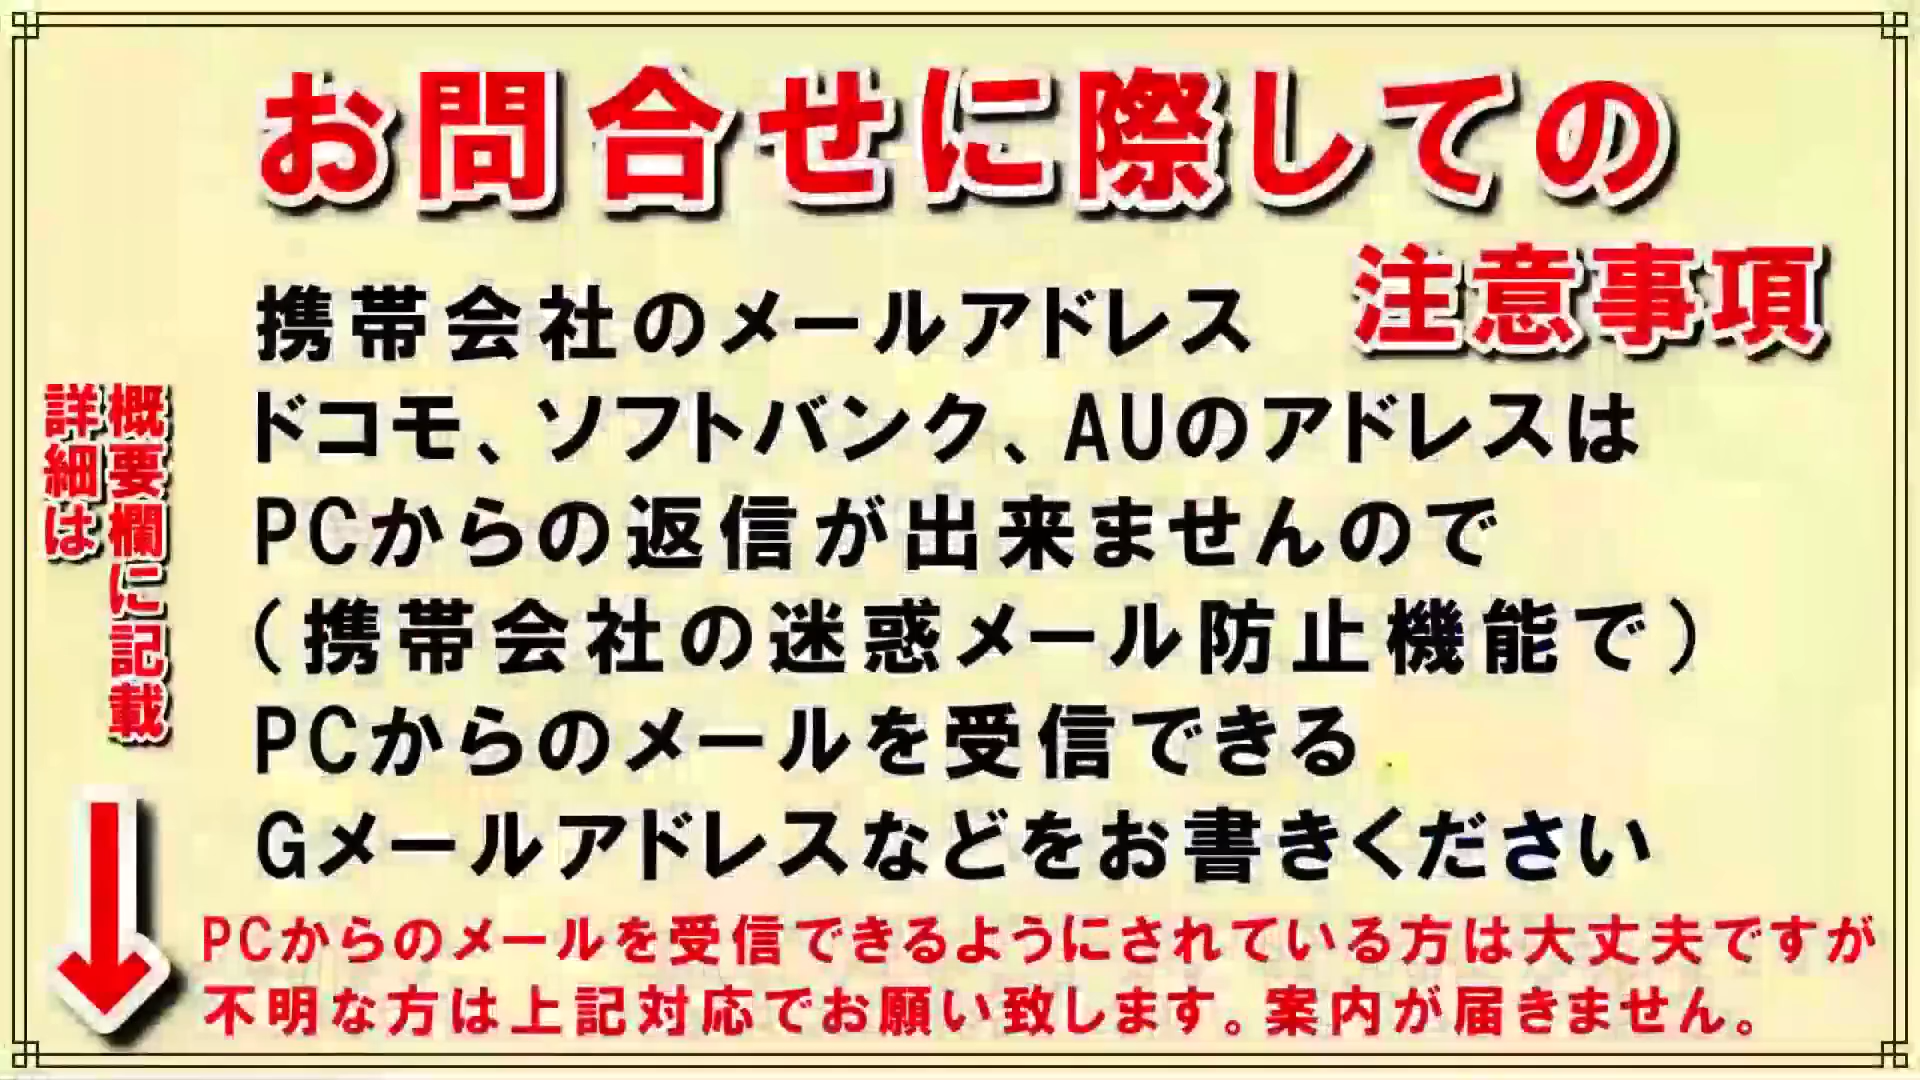 お問合せに際しての
注意事項
携帯会社のメールアドレス
ドコモ、ソフトバンク、AUのアドレスは
PCからの返信が出来ませんので
（携帯会社の迷惑メール防止機能で）
PCからのメールを受信できる
Gメールアドレスなどをお書きください
概要欄に記載
詳細は
PCからのメールを受信できるようにされている方は大丈夫ですが
不明な方は上記対応でお願い致します。案内が届きません。